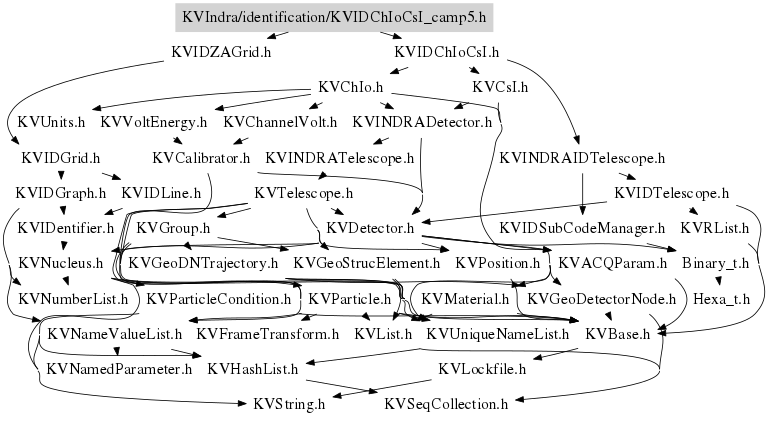 KVIndra/identification/KVIDChIoCsI_camp5.h
KVIDZAGrid.h KVIDChIoCsI.h
KVChIo.h KVCsI.h
KVUnits.h KVVoltEnergy.h KVChannelVolt.h KVINDRADetector.h
KVIDGrid.h KVCalibrator.h KVINDRATelescope.h KVINDRAIDTelescope.h
KVIDGraph.h KVIDLine.h KVTelescope.h KVIDTelescope.h
KVIDentifier.h KVGroup.h KVDetector.h KVIDSubCodeManager.h KVRList.h
KVNucleus.h KVGeoDNTrajectory.h KVGeoStrucElement.h KVPosition.h KVACQParam.h Binary_t.h
KVNumberList.h KVParticleCondition.h KVParticle.h KVMaterial.h KVGeoDetectorNode.h Hexa_t.h
KVNameValueList.h KVFrameTransform.h KVList.h KVUniqueNameList.h KVBase.h
KVNamedParameter.h KVHashList.h KVLockfile.h
KVString.h KVSeqCollection.h